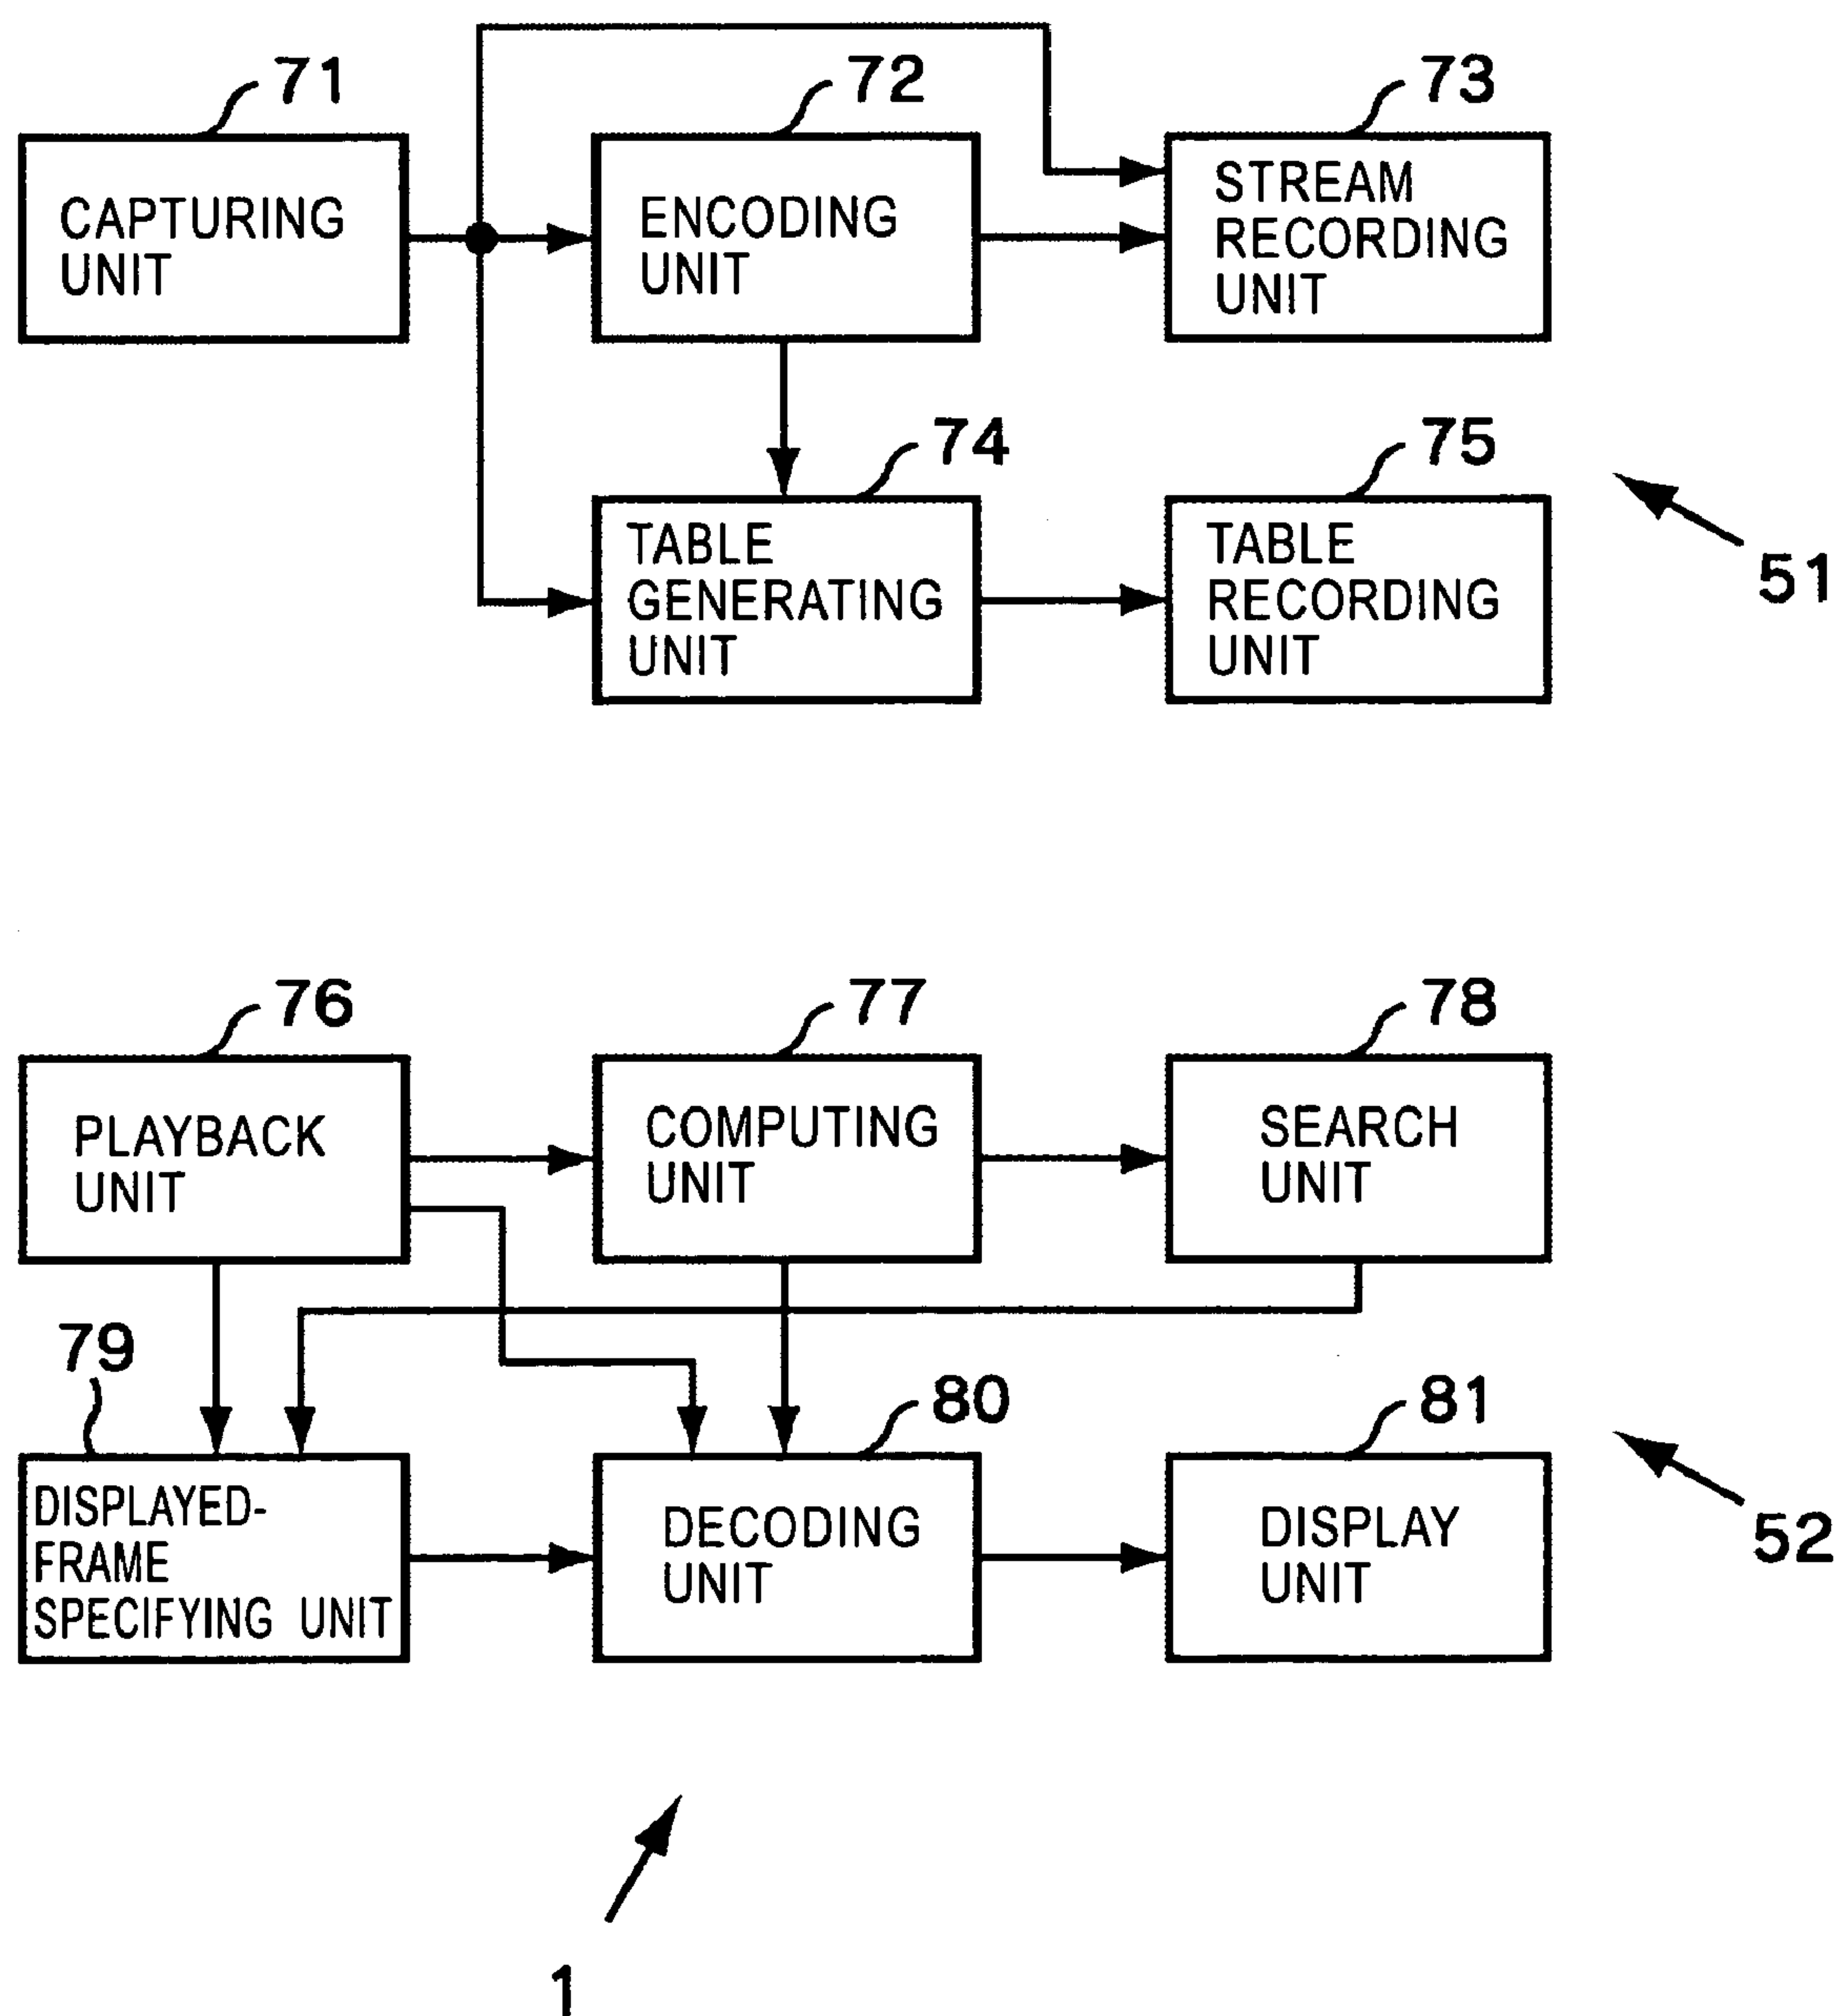 71
72
73
CAPTURING
UNIT
ENCODING
UNIT
STREAM
RECORDING
UNIT
74
75
TABLE
GENERATING
UNIT
TABLE
RECORDING
UNIT
51
76
77
78
PLAYBACK
UNIT
COMPUTING
UNIT
SEARCH
UNIT
79
80
81
DISPLAYED-
FRAME
SPECIFYING UNIT
DECODING
UNIT
DISPLAY
UNIT
52
1